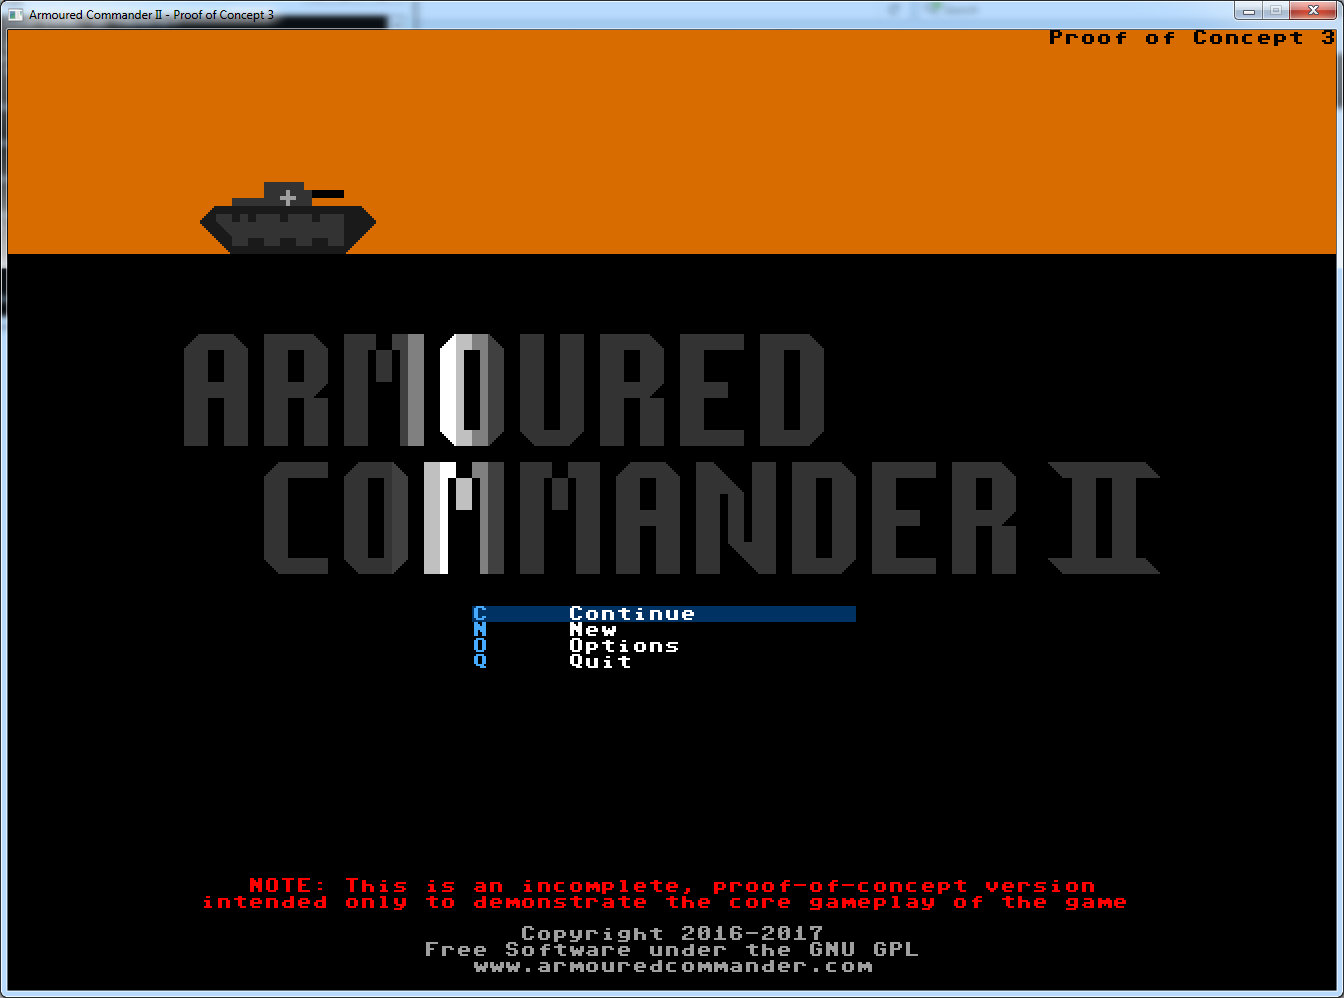 Armoured Commander II - Proof of Concept 3
Proof of Concept 3
ARMOURED
COMMANDER II
C Continue
N New
O Options
Q Quit
NOTE: This is an incomplete, proof-of-concept version
intended only to demonstrate the core gameplay of the game
Copyright 2016-2017
Free Software under the GNU GPL
www.armouredcommander.com